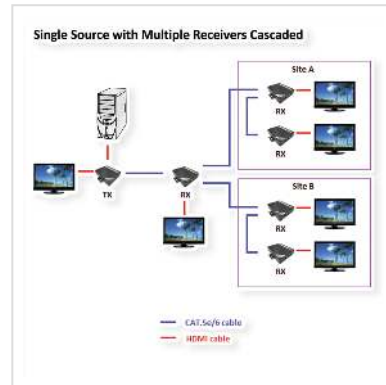 Single Source with Multiple Receivers Cascaded
Site A
RX
RX
TX
RX
Site B
RX
RX
CAT.5e/6 cable
HDMI cable